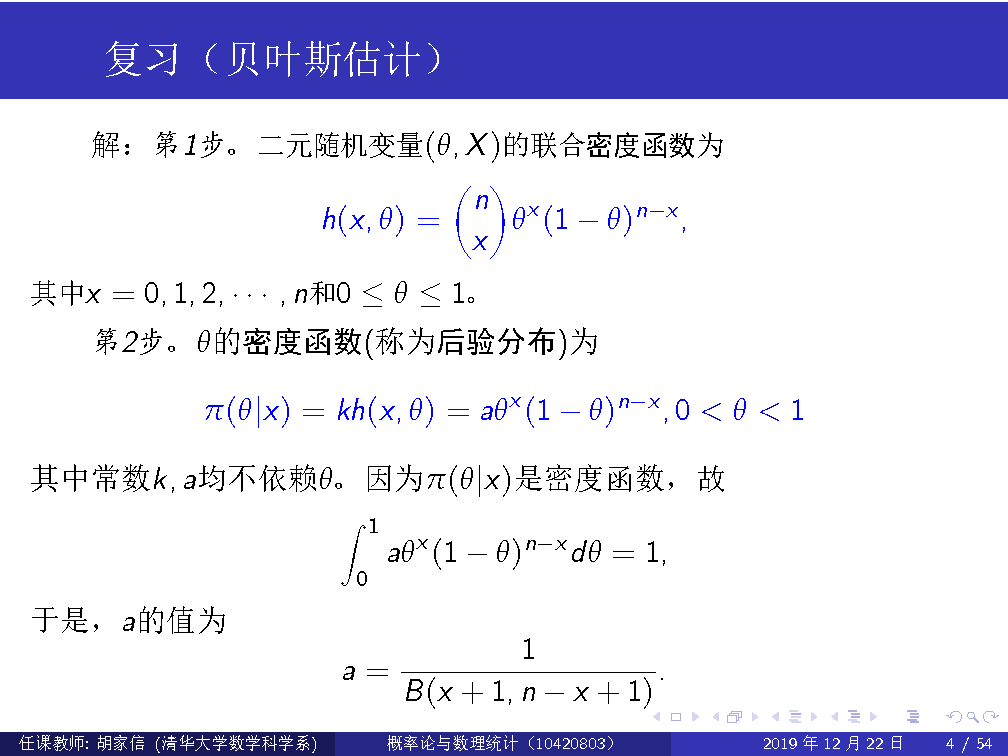 复习（贝叶斯估计）
解：第1步。二元随机变量(θ, X)的联合密度函数为
h(x, θ) = \binom{n}{x} θ^x (1 − θ)^{n−x},
其中x = 0, 1, 2, ··· , n和0 ≤ θ ≤ 1。
第2步。θ的密度函数(称为后验分布)为
π(θ|x) = kh(x, θ) = aθ^x (1 − θ)^{n−x}, 0 < θ < 1
其中常数k, a均不依赖θ。因为π(θ|x)是密度函数，故
∫_0^1 aθ^x (1 − θ)^{n−x} dθ = 1,
于是，a的值为
a = \frac{1}{B(x + 1, n − x + 1)}.
任课教师: 胡家信 (清华大学数学科学系) 概率论与数理统计（10420803） 2019 年 12 月 22 日 4 / 54